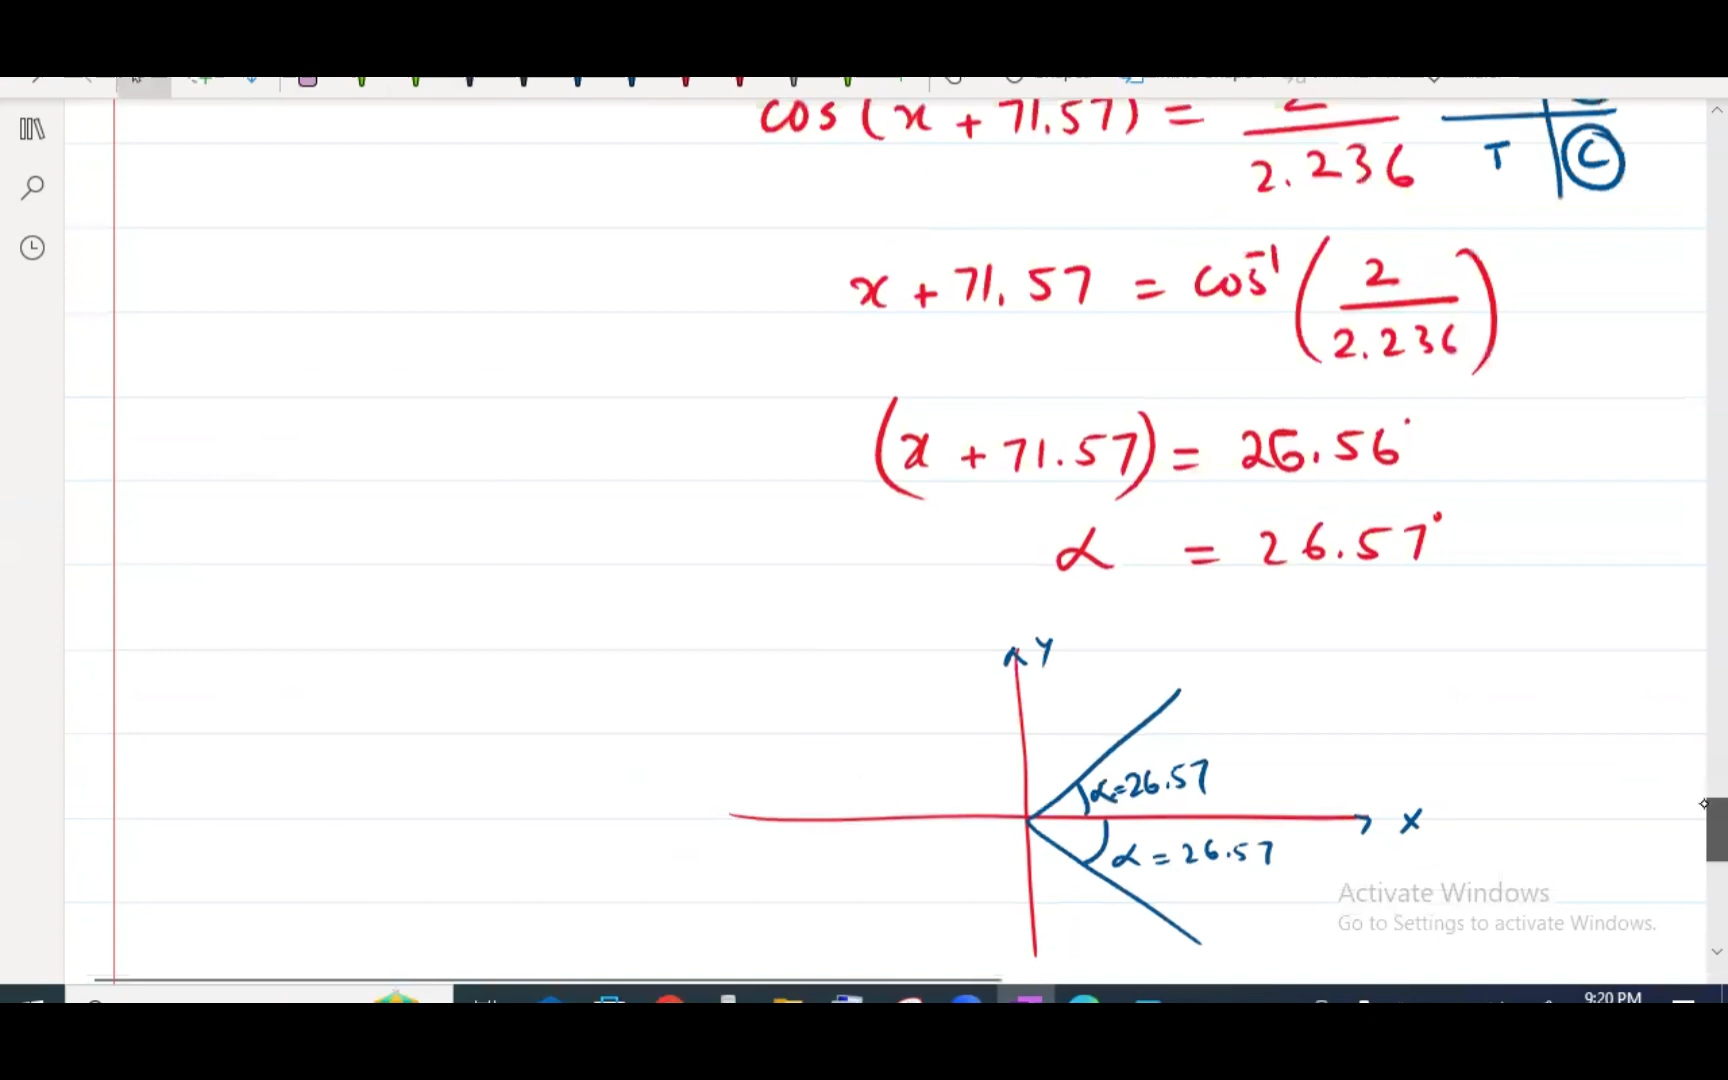 cos(x + 71.57) = 2/2.236
T C
x + 71.57 = cos⁻¹(2/2.236)
(x + 71.57) = 26.56°
α = 26.57°
Y
α = 26.57
X
α = 26.57
Activate Windows
Go to Settings to activate Windows.
9:20 PM